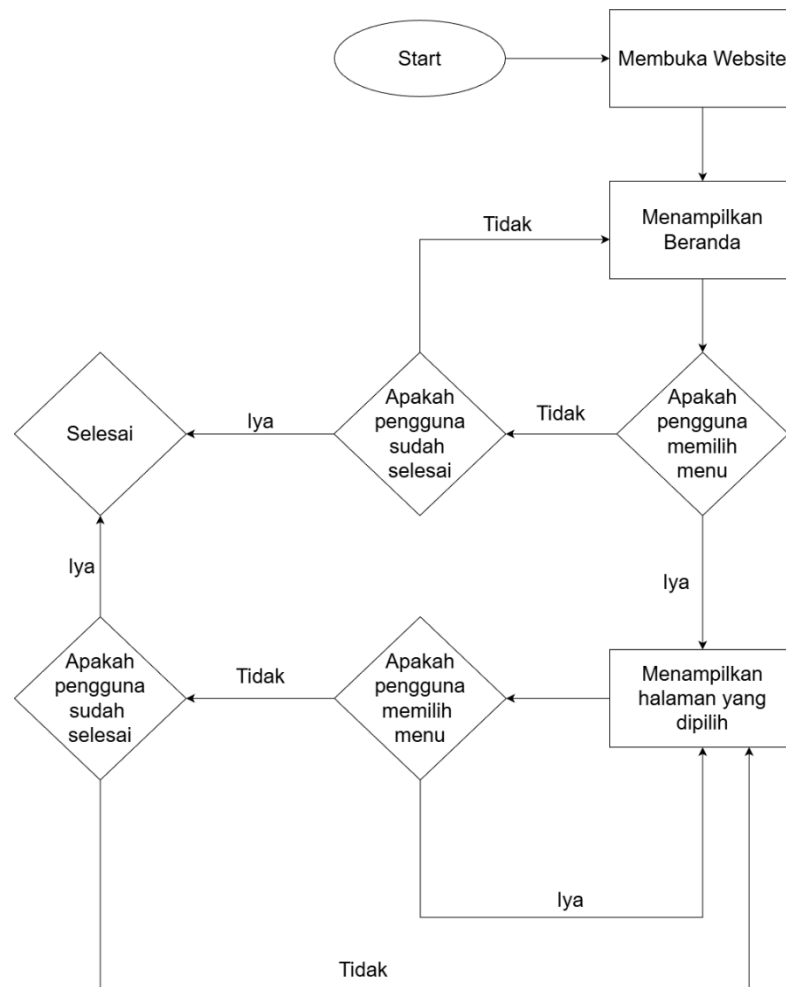 Start
Membuka Website
Menampilkan
Beranda
Tidak
Apakah
pengguna
memilih
menu
Tidak
Apakah
pengguna
sudah
selesai
Iya
Selesai
Iya
Iya
Menampilkan
halaman yang
dipilih
Apakah
pengguna
memilih
menu
Tidak
Apakah
pengguna
sudah
selesai
Iya
Tidak